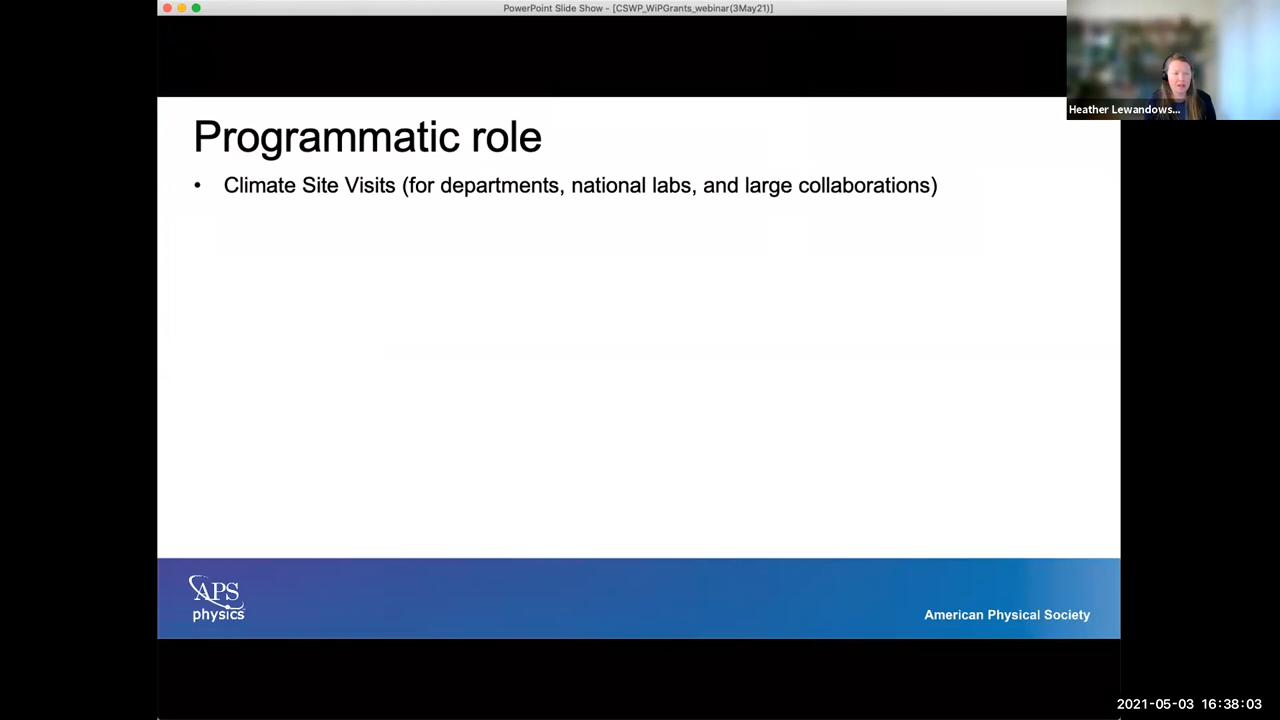 PowerPoint Slide Show - [CSWP_WiPGrants_webinar(3May21)]
Heather Lewandows...
Programmatic role
• Climate Site Visits (for departments, national labs, and large collaborations)
APS
physics
American Physical Society
2021-05-03 16:38:03